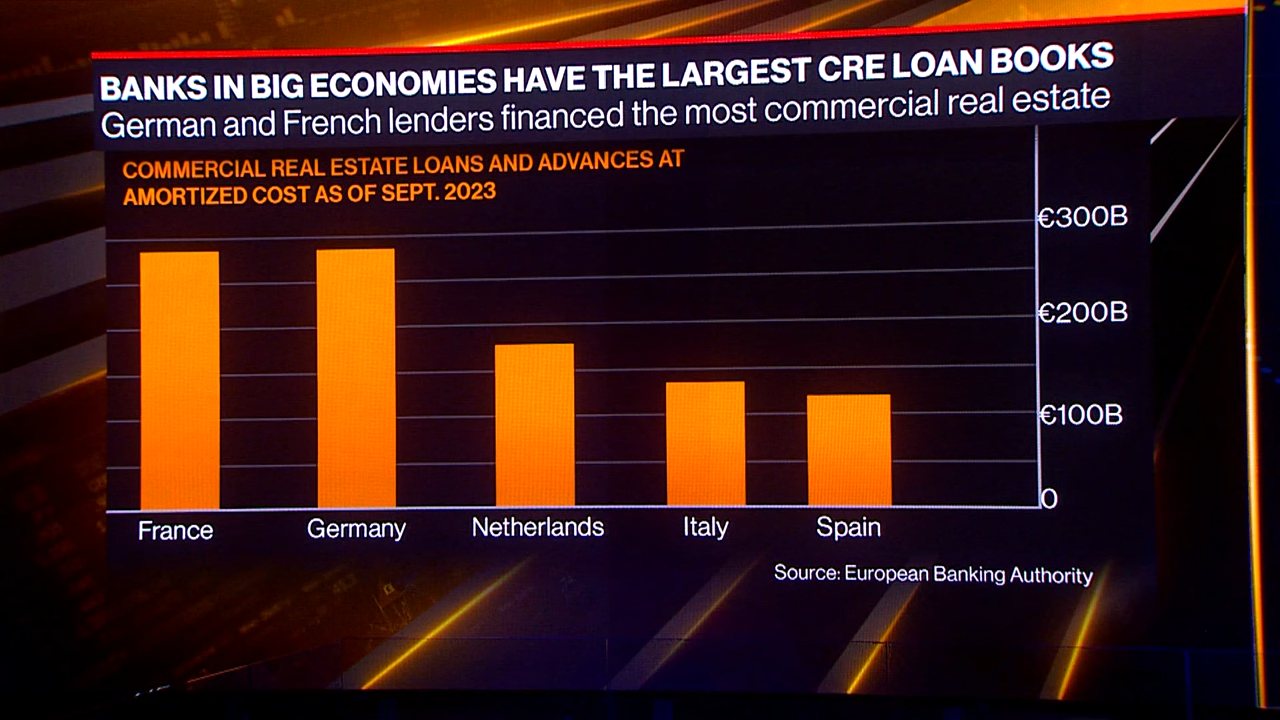 BANKS IN BIG ECONOMIES HAVE THE LARGEST CRE LOAN BOOKS
German and French lenders financed the most commercial real estate
COMMERCIAL REAL ESTATE LOANS AND ADVANCES AT
AMORTIZED COST AS OF SEPT. 2023
€300B
€200B
€100B
0
France Germany Netherlands Italy Spain
Source: European Banking Authority